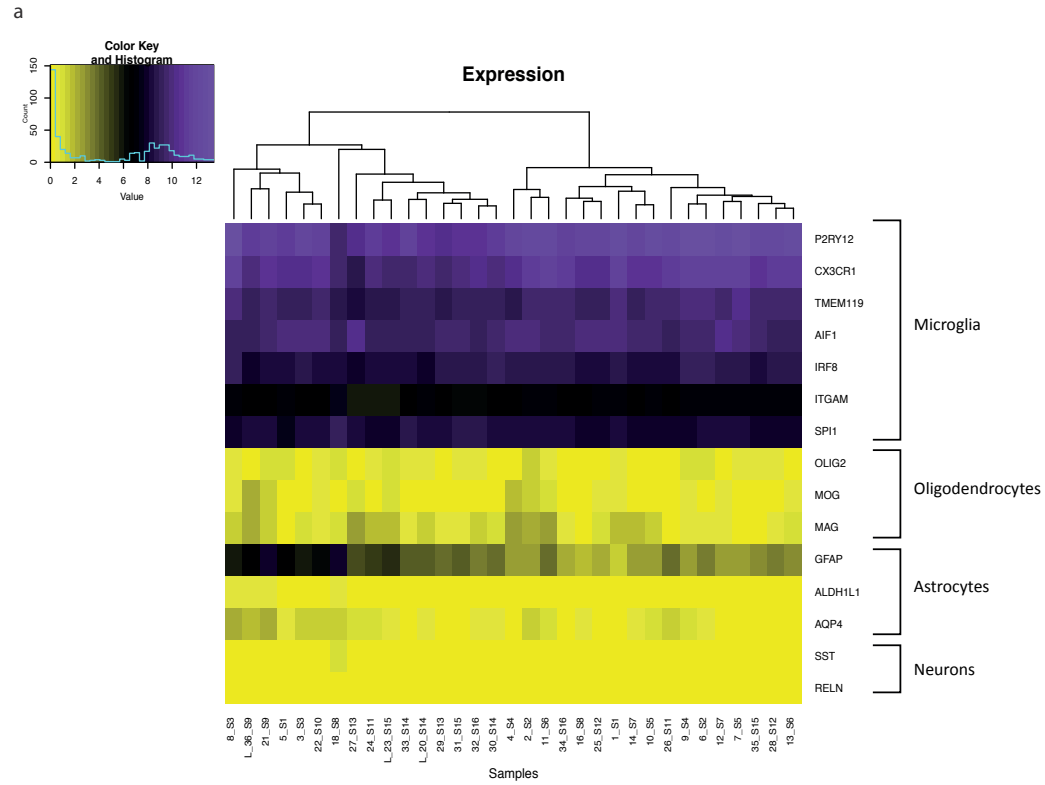 a
Color Key
and Histogram
Count
0 50 100 150
0 2 4 6 8 10 12
Value
Expression
P2RY12
CX3CR1
TMEM119
AIF1
IRF8
ITGAM
SPI1
Microglia
OLIG2
MOG
MAG
Oligodendrocytes
GFAP
ALDH1L1
AQP4
Astrocytes
SST
RELN
Neurons
8_S3
L_36_S9
21_S9
5_S1
3_S3
22_S10
18_S8
27_S13
24_S11
L_23_S15
33_S14
L_20_S14
29_S13
31_S15
32_S16
30_S14
4_S4
2_S2
11_S6
34_S16
16_S8
25_S12
1_S1
14_S7
10_S5
26_S11
9_S4
6_S2
12_S7
7_S5
35_S15
28_S12
13_S6
Samples